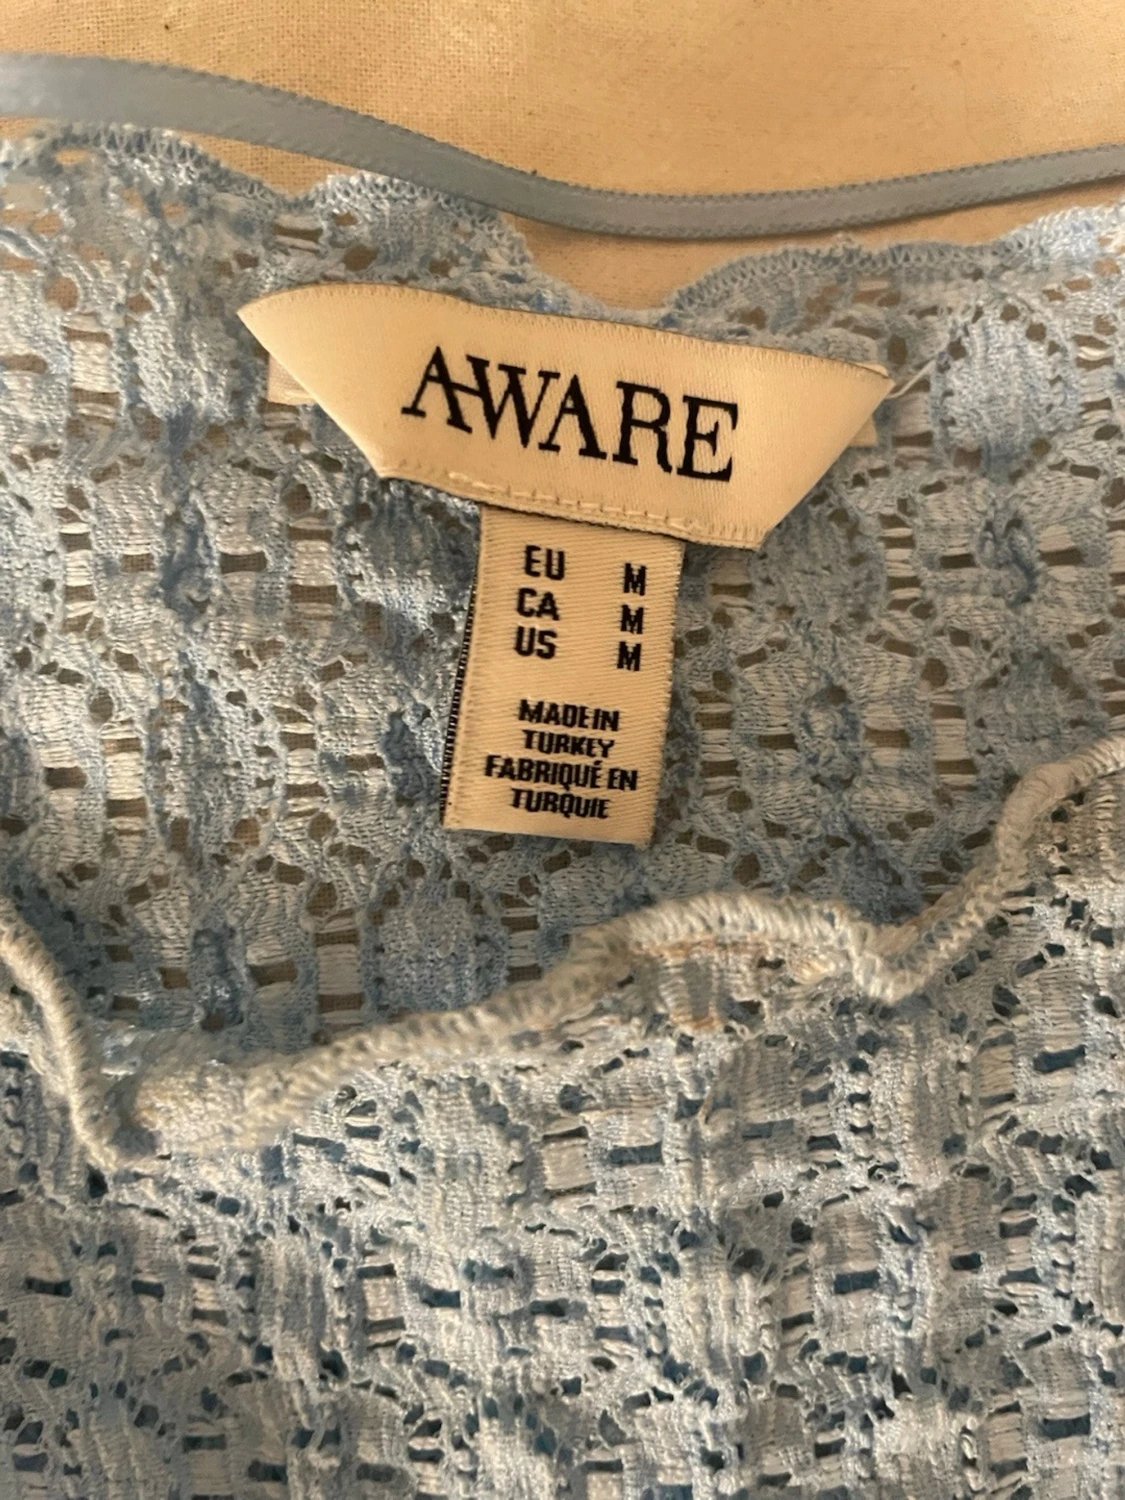 AWARE
EU M
CA M
US M
MADE IN
TURKEY
FABRIQUÉ EN
TURQUIE